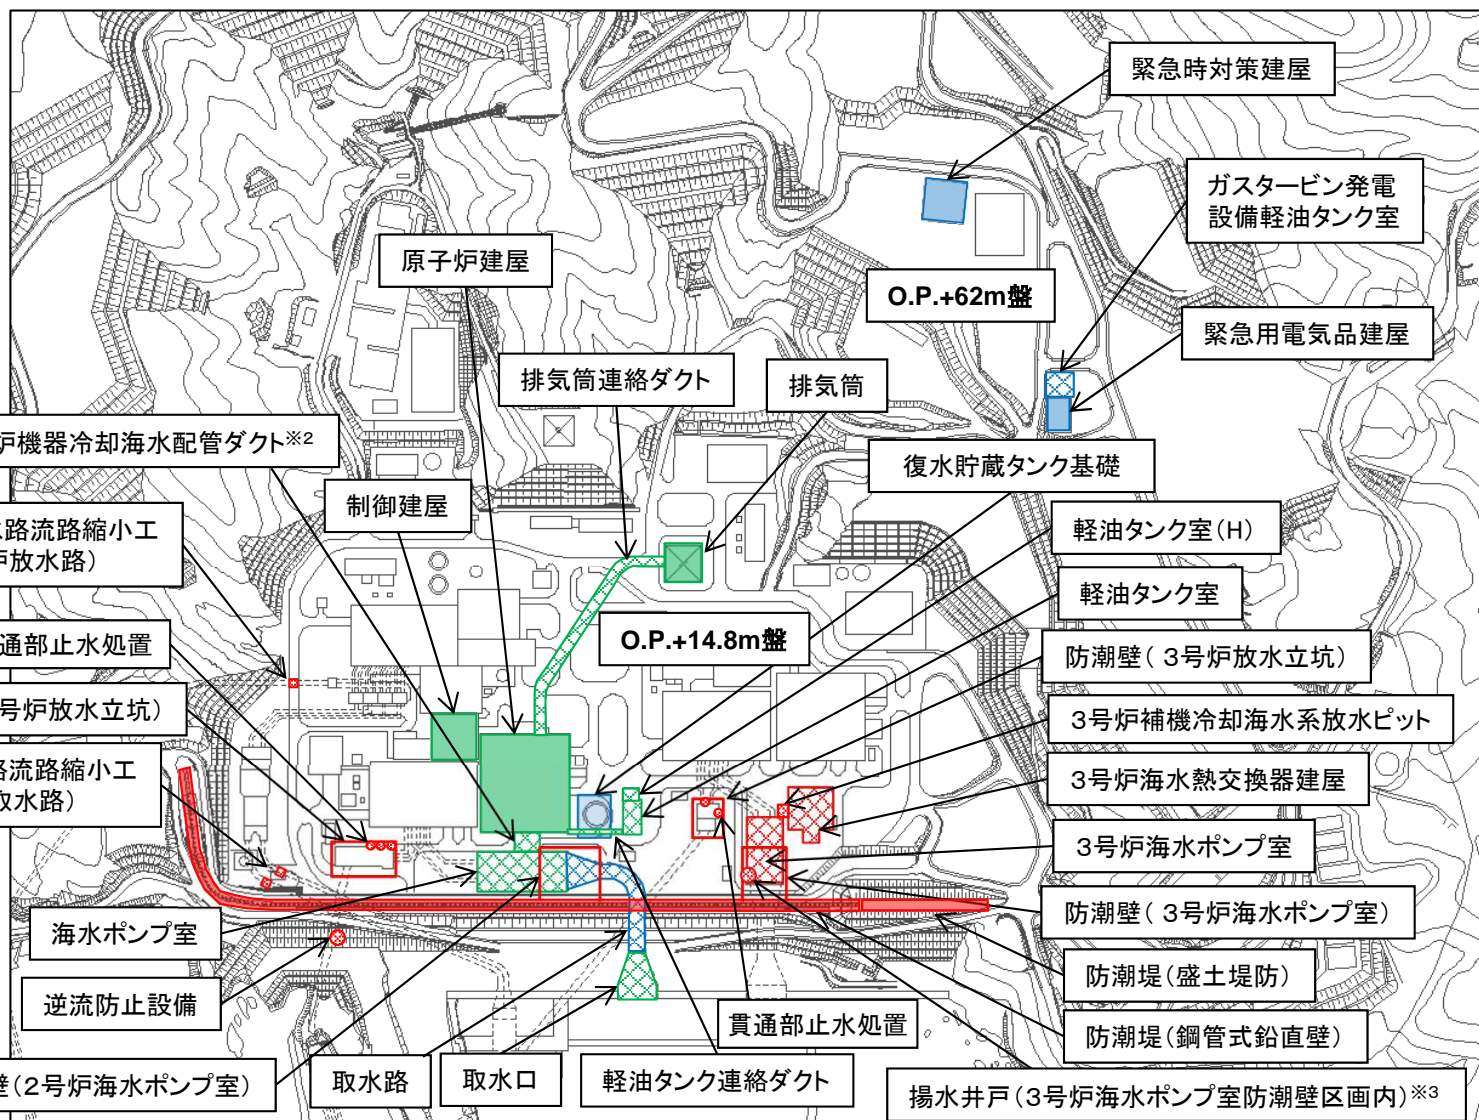 緊急時対策建屋
ガスタービン発電
設備軽油タンク室
原子炉建屋
O.P.+62m盤
緊急用電気品建屋
排気筒連絡ダクト
排気筒
炉機器冷却海水配管ダクト※2
復水貯蔵タンク基礎
制御建屋
水路流路縮小工
炉放水路)
軽油タンク室(H)
軽油タンク室
通部止水処置
O.P.+14.8m盤
防潮壁( 3号炉放水立坑)
号炉放水立坑)
3号炉補機冷却海水系放水ピット
路流路縮小工
取水路)
3号炉海水熱交換器建屋
3号炉海水ポンプ室
防潮壁( 3号炉海水ポンプ室)
海水ポンプ室
防潮堤(盛土堤防)
逆流防止設備
貫通部止水処置
防潮堤(鋼管式鉛直壁)
壁(2号炉海水ポンプ室)
取水路
取水口
軽油タンク連絡ダクト
揚水井戸(3号炉海水ポンプ室防潮壁区画内)※3